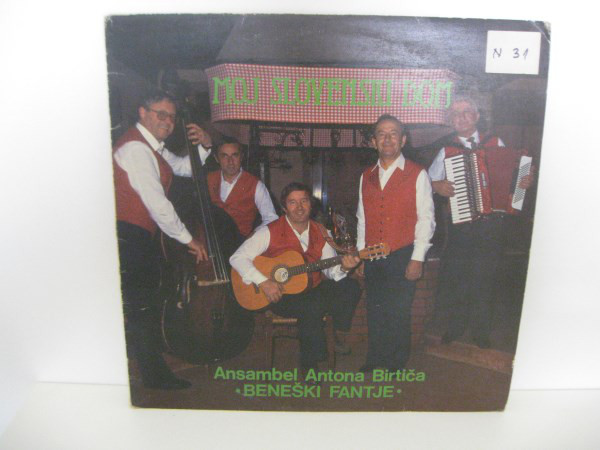 N 31
MOJ SLOVENSKI DOM
Ansambel Antona Birtiča
•BENEŠKI FANTJE•